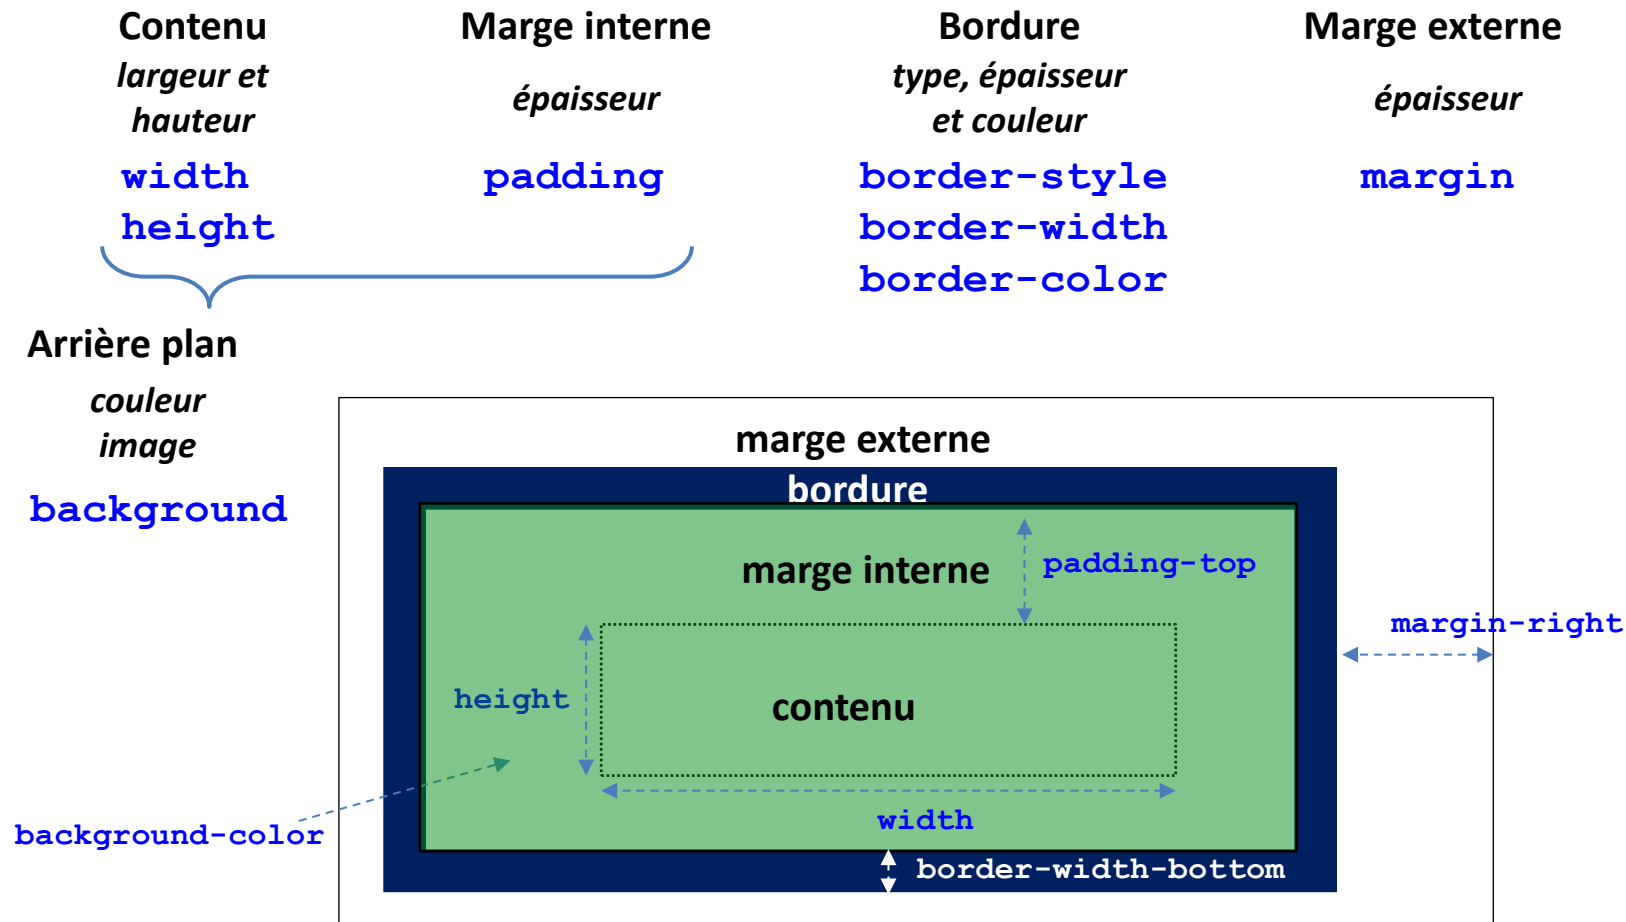 Contenu
largeur et
hauteur
width
height
Marge interne
épaisseur
padding
Bordure
type, épaisseur
et couleur
border-style
border-width
border-color
Marge externe
épaisseur
margin
Arrière plan
couleur
image
background
marge externe
bordure
marge interne
padding-top
margin-right
height
contenu
width
background-color
border-width-bottom